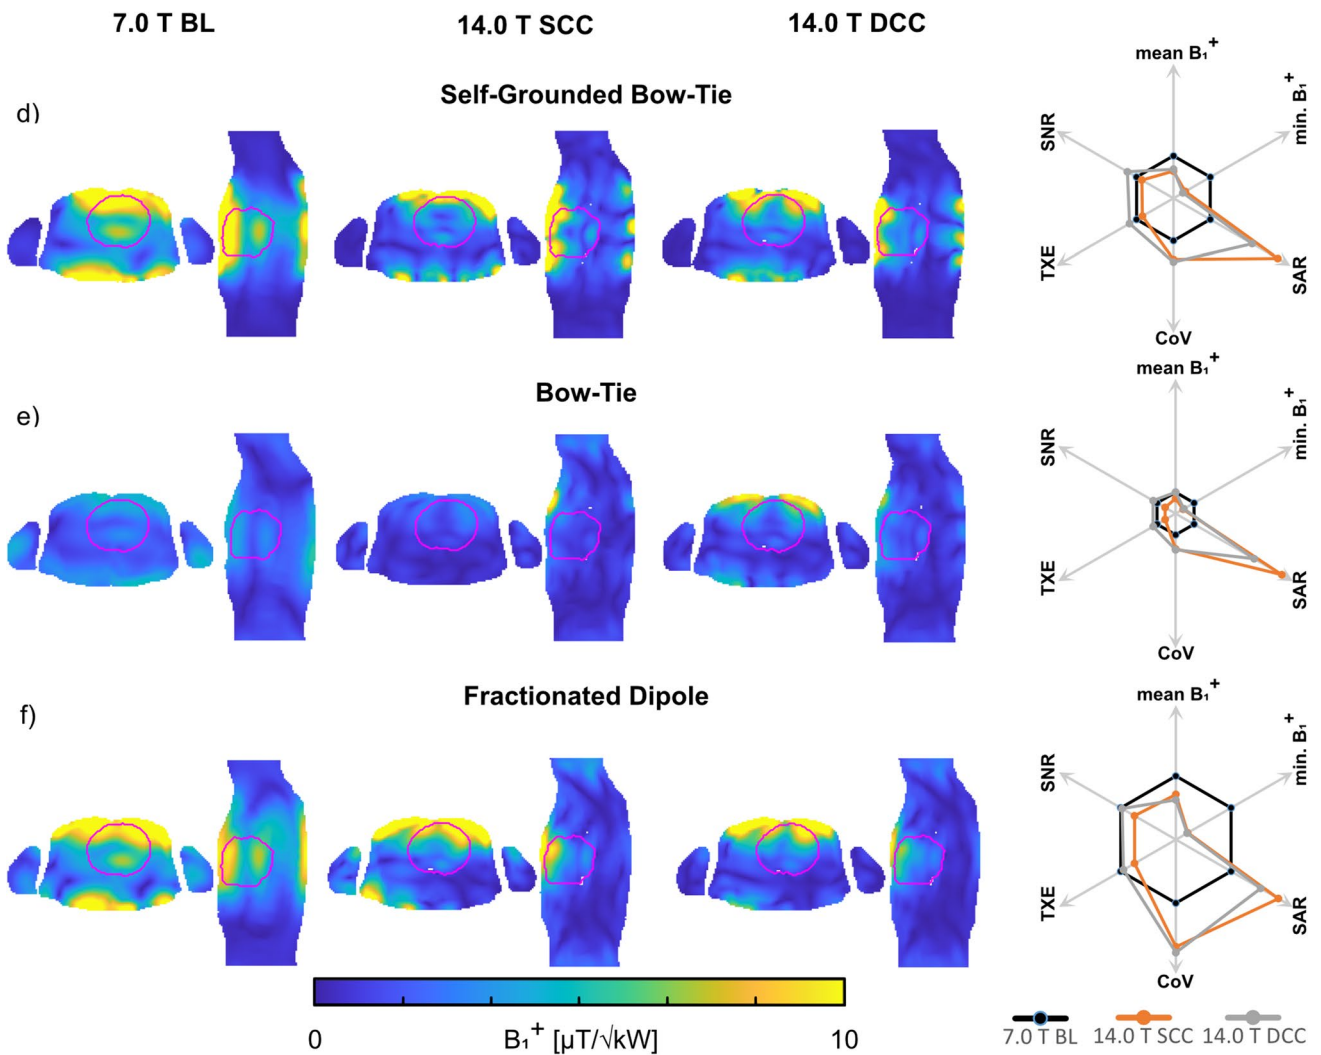 7.0 T BL 14.0 T SCC 14.0 T DCC
d)
Self-Grounded Bow-Tie
mean B₁⁺
min. B₁⁺
SNR
TXE
SAR
CoV
e)
Bow-Tie
mean B₁⁺
min. B₁⁺
SNR
TXE
SAR
CoV
f)
Fractionated Dipole
mean B₁⁺
min. B₁⁺
SNR
TXE
SAR
CoV
0 B₁⁺ [µT/√kW] 10
7.0 T BL 14.0 T SCC 14.0 T DCC